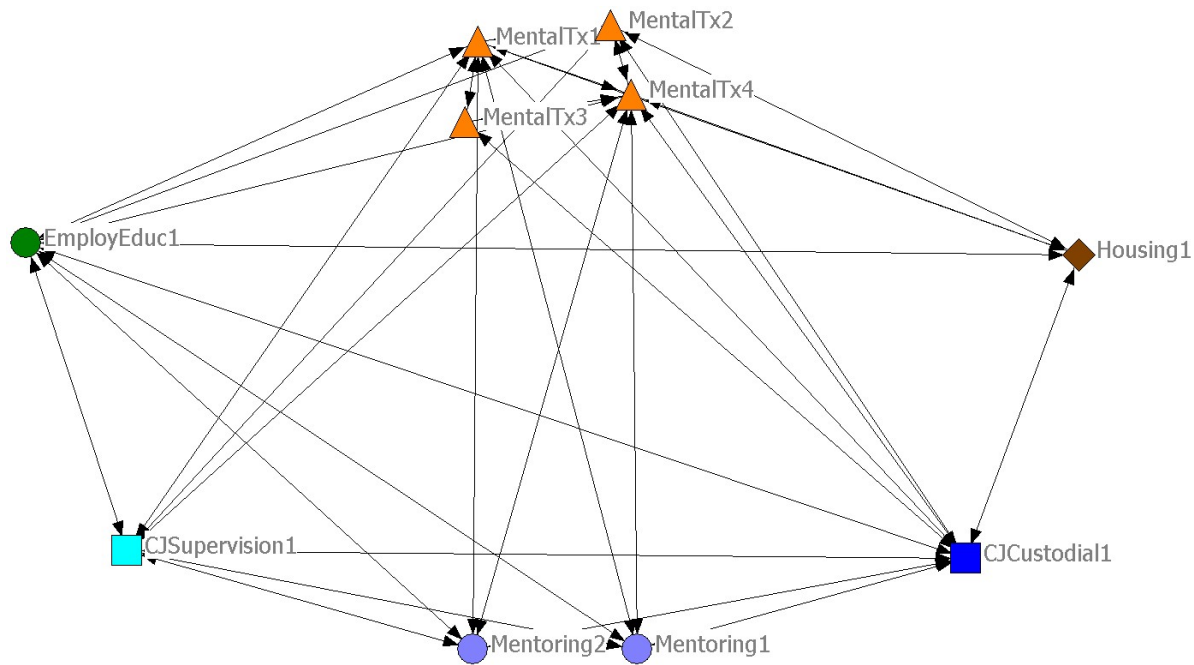 MentalTx2
MentalTx1
MentalTx4
MentalTx3
EmployEduc1
Housing1
CJSupervision1
CJCustodial1
Mentoring2
Mentoring1